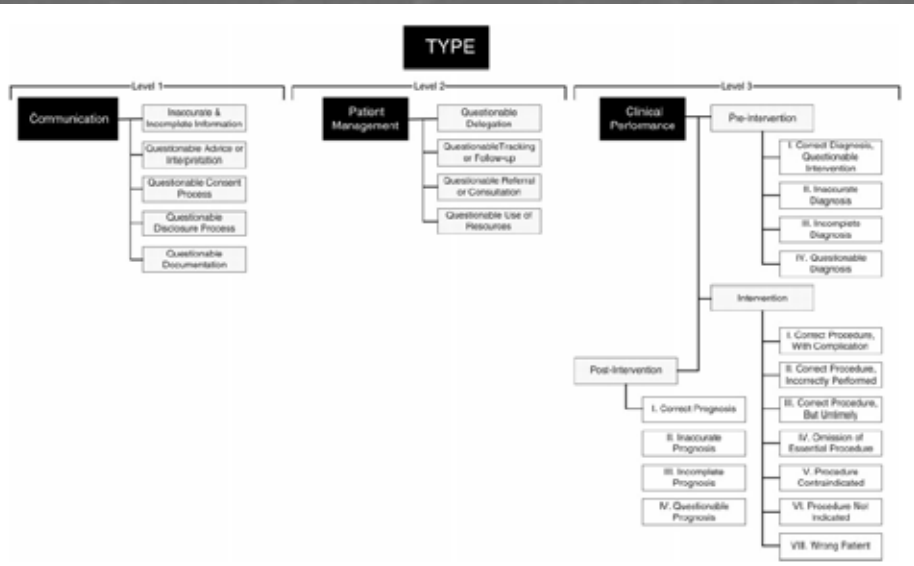 TYPE
Level 1
Communication
Inaccurate &
Incomplete Information
Questionable Advice or
Interpretation
Questionable Consent
Process
Questionable
Disclosure Process
Questionable
Documentation
Level 2
Patient
Management
Questionable
Delegation
QuestionableTracking
or Follow-up
Questionable Referral
or Consultation
Questionable Use of
Resources
Level 3
Clinical
Performance
Pre-intervention
I. Correct Diagnosis,
Questionable
Intervention
II. Inaccurate
Diagnosis
III. Incomplete
Diagnosis
IV. Questionable
Diagnosis
Intervention
I. Correct Procedure,
With Complication
II. Correct Procedure,
Incorrectly Performed
III. Correct Procedure,
But Untimely
IV. Omission of
Essential Procedure
V. Procedure
Contraindicated
VI. Procedure Not
Indicated
VIII. Wrong Patient
Post-Intervention
I. Correct Prognosis
II. Inaccurate
Prognosis
III. Incomplete
Prognosis
IV. Questionable
Prognosis